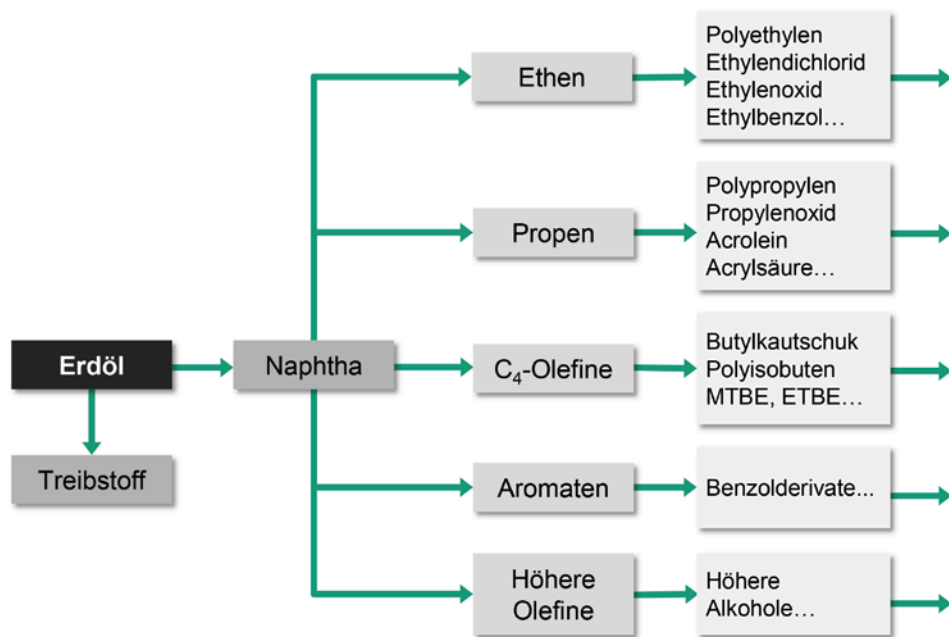 Erdöl
Treibstoff
Naphtha
Ethen
Polyethylen
Ethylendichlorid
Ethylenoxid
Ethylbenzol…
Propen
Polypropylen
Propylenoxid
Acrolein
Acrylsäure…
C₄-Olefine
Butylkautschuk
Polyisobuten
MTBE, ETBE…
Aromaten
Benzolderivate...
Höhere
Olefine
Höhere
Alkohole…